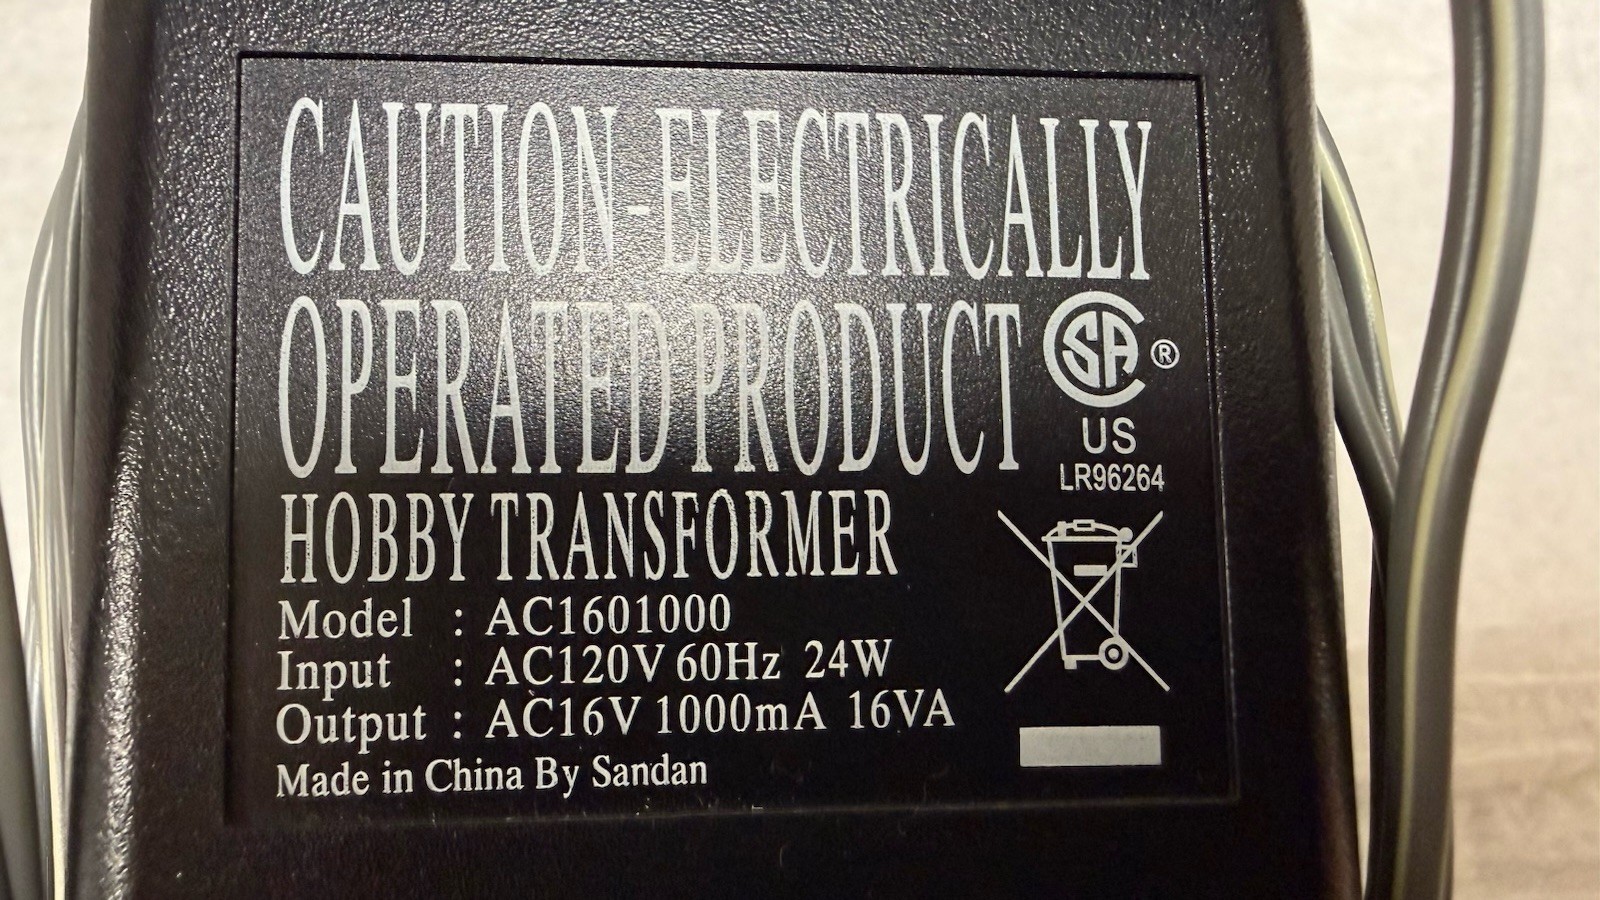 CAUTION-ELECTRICALLY
OPERATED PRODUCT
SA ®
US
LR96264
HOBBY TRANSFORMER
Model : AC1601000
Input : AC120V 60Hz 24W
Output : AC16V 1000mA 16VA
Made in China By Sandan